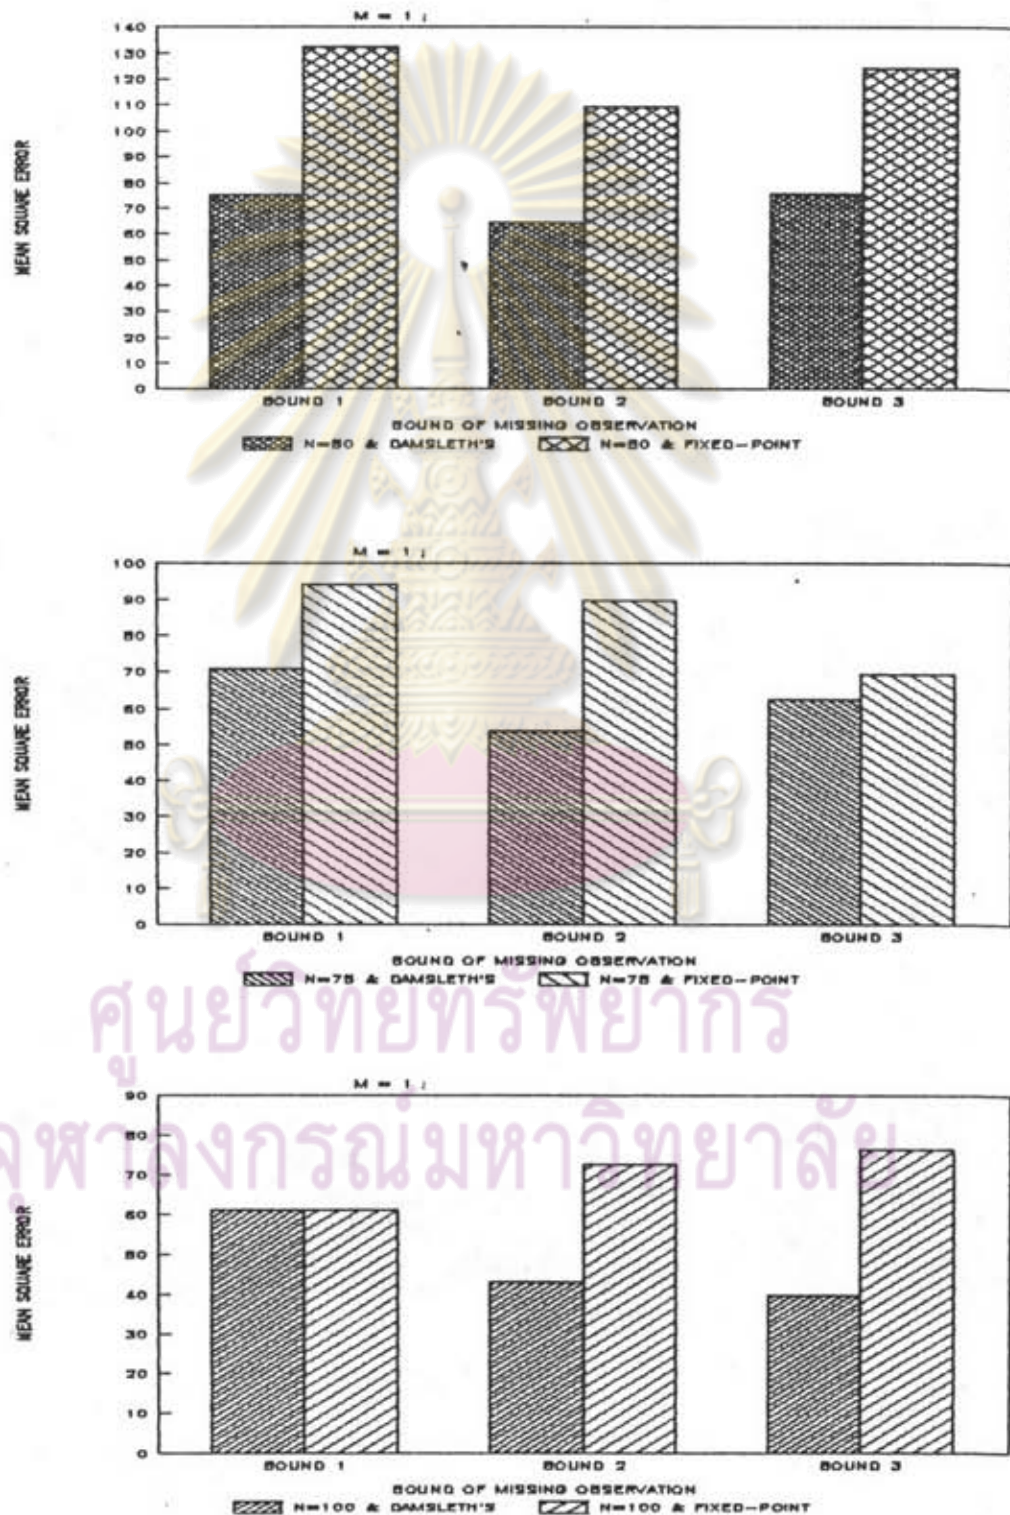 M = 1 ;
140
130
120
110
100
90
80
70
60
50
40
30
20
10
0
MEAN SQUARE ERROR
BOUND 1 BOUND 2 BOUND 3
BOUND OF MISSING OBSERVATION
N=50 & DAMSLETH'S N=50 & FIXED-POINT
M = 1 ;
100
90
80
70
60
50
40
30
20
10
0
MEAN SQUARE ERROR
BOUND 1 BOUND 2 BOUND 3
BOUND OF MISSING OBSERVATION
N=75 & DAMSLETH'S N=75 & FIXED-POINT
ศูนย์วิทยทรัพยากร
M = 1 ;
90
80
70
60
50
40
30
20
10
0
จุฬาลงกรณ์มหาวิทยาลัย
MEAN SQUARE ERROR
BOUND 1 BOUND 2 BOUND 3
BOUND OF MISSING OBSERVATION
N=100 & DAMSLETH'S N=100 & FIXED-POINT